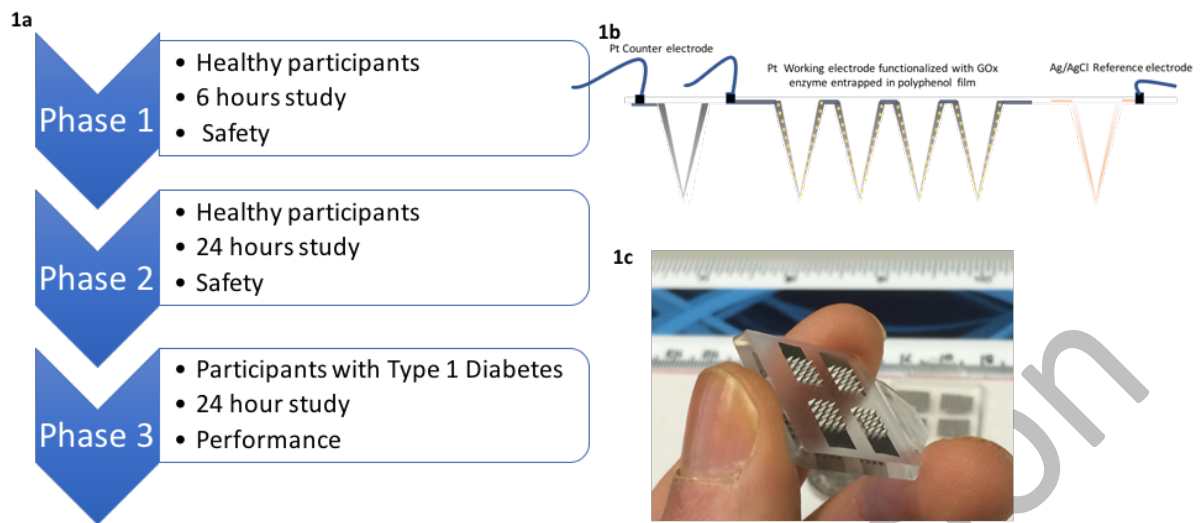 1a
Phase 1
• Healthy participants
• 6 hours study
• Safety
Phase 2
• Healthy participants
• 24 hours study
• Safety
Phase 3
• Participants with Type 1 Diabetes
• 24 hour study
• Performance
1b
Pt Counter electrode
Pt Working electrode functionalized with GOx
enzyme entrapped in polyphenol film
Ag/AgCl Reference electrode
1c
on